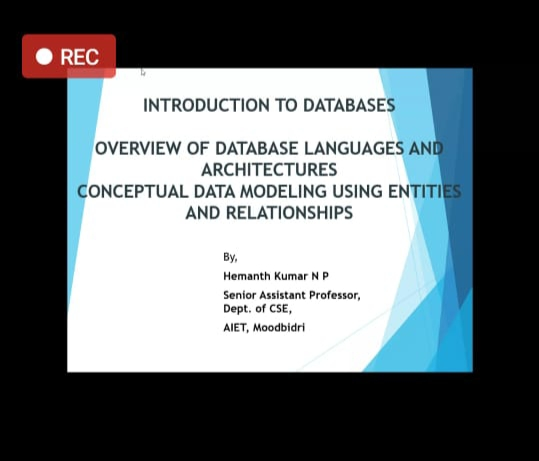 REC
INTRODUCTION TO DATABASES
OVERVIEW OF DATABASE LANGUAGES AND
ARCHITECTURES
CONCEPTUAL DATA MODELING USING ENTITIES
AND RELATIONSHIPS
By,
Hemanth Kumar N P
Senior Assistant Professor,
Dept. of CSE,
AIET, Moodbidri